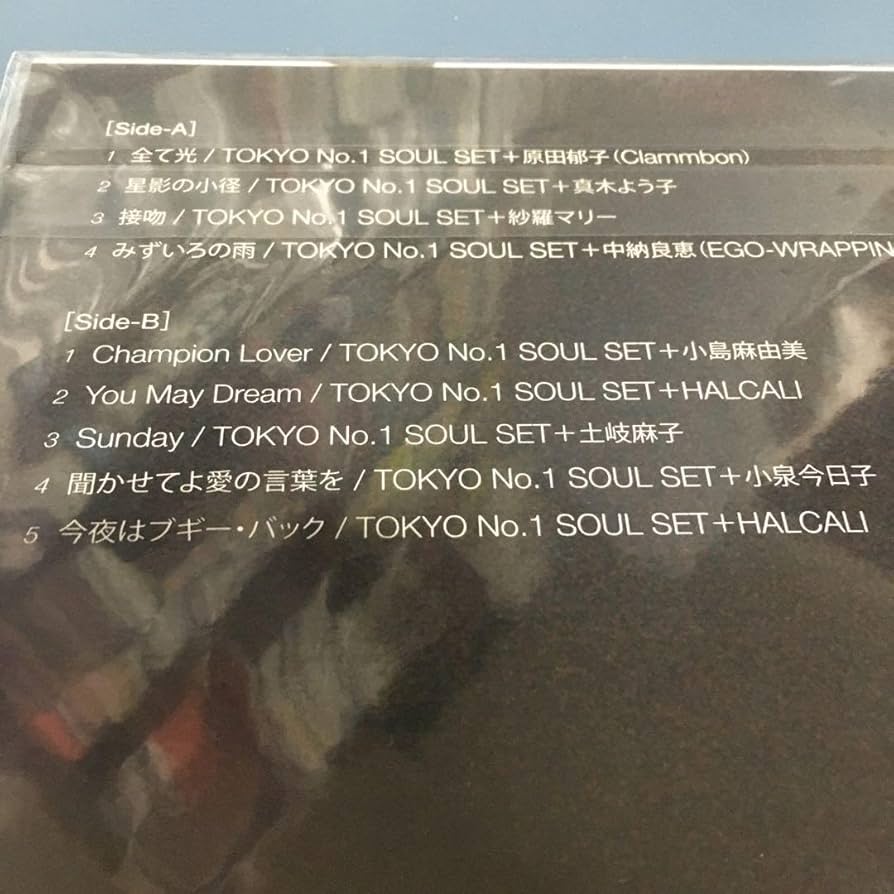 [Side-A]
1 全て光 / TOKYO No.1 SOUL SET+原田郁子(Clammbon)
2 星影の小径 / TOKYO No.1 SOUL SET+真木よう子
3 接吻 / TOKYO No.1 SOUL SET+紗羅マリー
4 みずいろの雨 / TOKYO No.1 SOUL SET+中納良恵(EGO-WRAPPIN
[Side-B]
1 Champion Lover / TOKYO No.1 SOUL SET+小島麻由美
2 You May Dream / TOKYO No.1 SOUL SET+HALCALI
3 Sunday / TOKYO No.1 SOUL SET+土岐麻子
4 聞かせてよ愛の言葉を / TOKYO No.1 SOUL SET+小泉今日子
5 今夜はブギー・バック / TOKYO No.1 SOUL SET+HALCALI